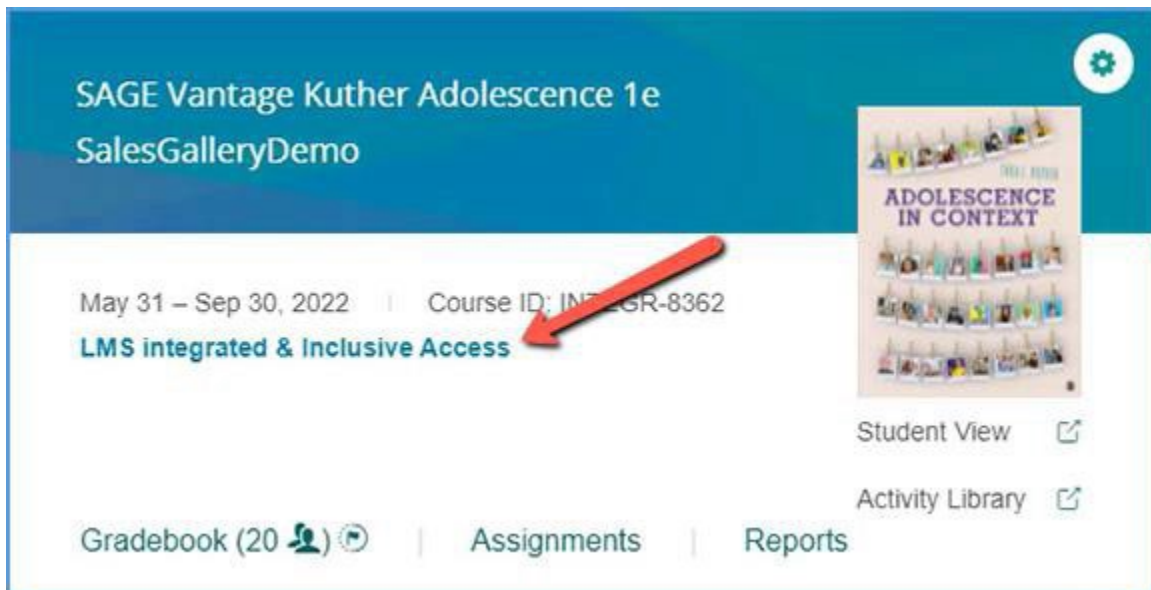 SAGE Vantage Kuther Adolescence 1e
SalesGalleryDemo
ADOLESCENCE
IN CONTEXT
May 31 – Sep 30, 2022 Course ID: 8362
LMS integrated & Inclusive Access
Student View
Activity Library
Gradebook (20 ) Assignments Reports